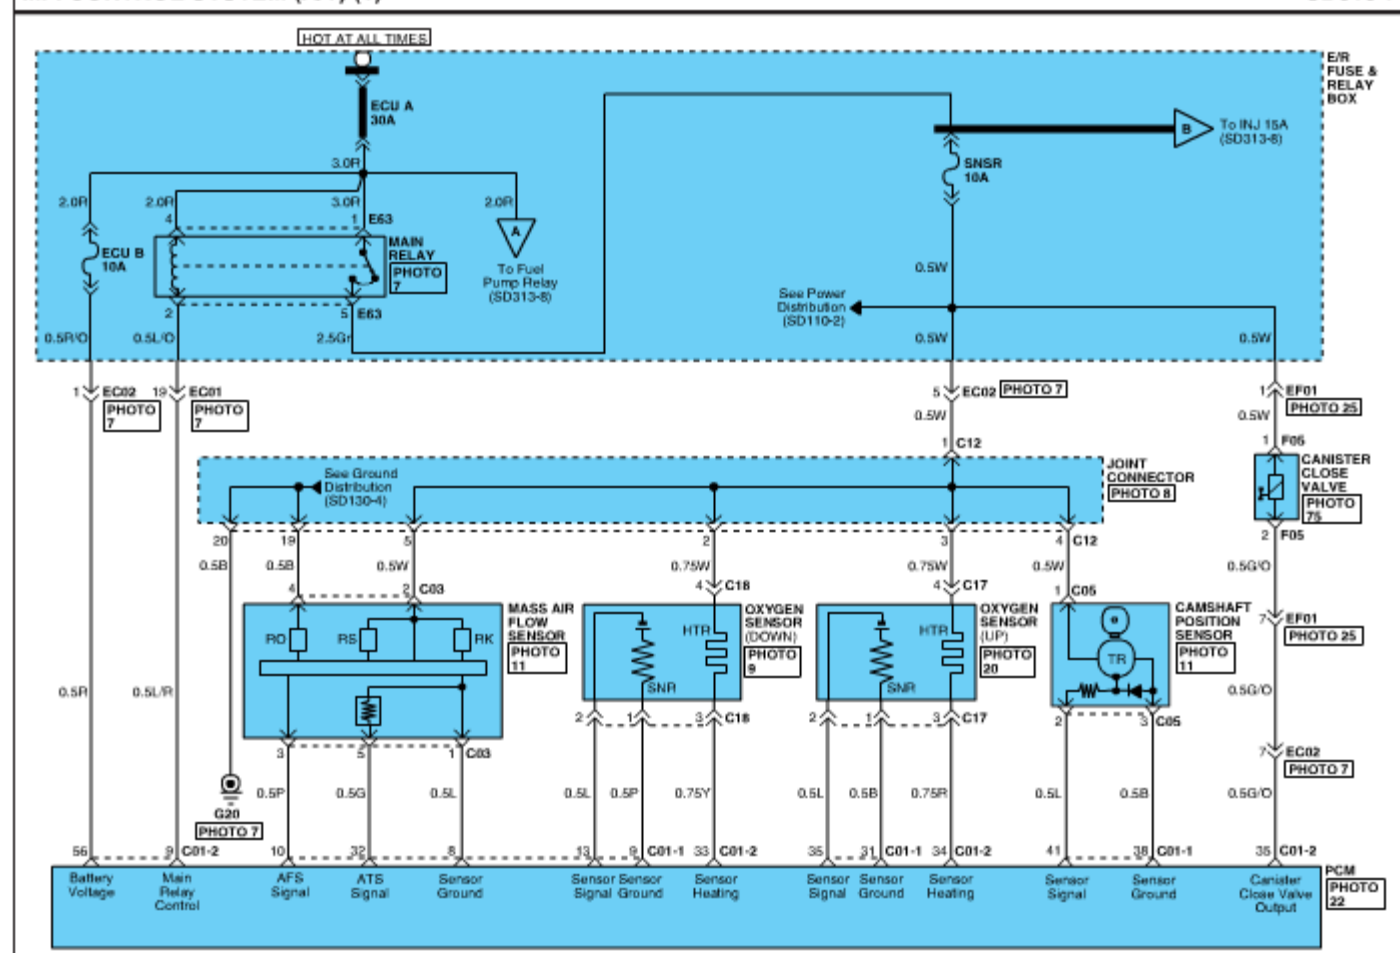 HOT AT ALL TIMES
E/R
FUSE &
RELAY
BOX
ECU A
30A
B
To INJ 15A
(SD313-8)
3.0R
SNSR
10A
2.0R
2.0R
3.0R
2.0R
4
1
E63
ECU B
10A
MAIN
RELAY
PHOTO
7
A
To Fuel
Pump Relay
(SD313-8)
0.5W
See Power
Distribution
(SD110-2)
2
5
E63
0.5R/O
0.5L/O
2.5Gr
0.5W
0.5W
1
EC02
PHOTO
7
19
EC01
PHOTO
7
5
EC02
PHOTO 7
1
EF01
PHOTO 25
0.5W
0.5W
1
C12
1
F05
See Ground
Distribution
(SD130-4)
JOINT
CONNECTOR
PHOTO 8
CANISTER
CLOSE
VALVE
PHOTO
75
20
19
5
2
3
4
C12
2
F05
0.5B
0.5B
0.5W
0.75W
0.75W
0.5W
0.5G/O
4
2
C03
4
C18
4
C17
1
C05
RO
RS
RK
MASS AIR
FLOW
SENSOR
PHOTO
11
HTR
SNR
OXYGEN
SENSOR
(DOWN)
PHOTO
9
HTR
SNR
OXYGEN
SENSOR
(UP)
PHOTO
20
TR
CAMSHAFT
POSITION
SENSOR
PHOTO
11
7
EF01
PHOTO 25
0.5R
0.5L/R
0.5G/O
3
5
1
C03
2
1
3
C18
2
1
3
C17
2
3
C05
7
EC02
PHOTO 7
G20
PHOTO 7
0.5P
0.5G
0.5L
0.5L
0.5P
0.75Y
0.5L
0.5B
0.75R
0.5L
0.5B
0.5G/O
56
9
C01-2
10
32
8
13
9
C01-1
33
C01-2
35
31
C01-1
34
C01-2
41
38
C01-1
35
C01-2
Battery
Voltage
Main
Relay
Control
AFS
Signal
ATS
Signal
Sensor
Ground
Sensor
Signal
Sensor
Ground
Sensor
Heating
Sensor
Signal
Sensor
Ground
Sensor
Heating
Sensor
Signal
Sensor
Ground
Canister
Close Valve
Output
PCM
PHOTO
22